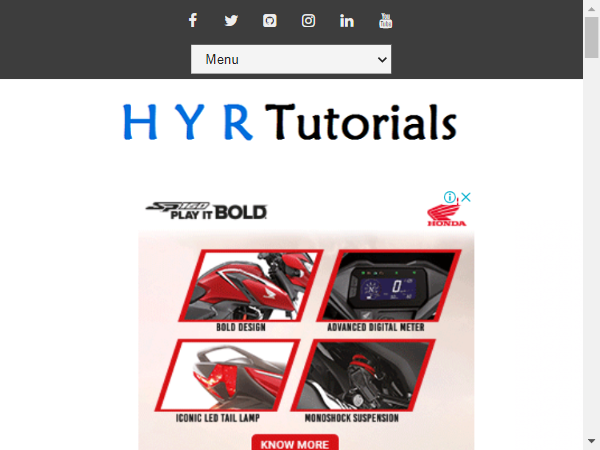 Menu
H Y R Tutorials
SP160
PLAY IT BOLD.
HONDA
BOLD DESIGN
ADVANCED DIGITAL METER
ICONIC LED TAIL LAMP
MONOSHOCK SUSPENSION
KNOW MORE